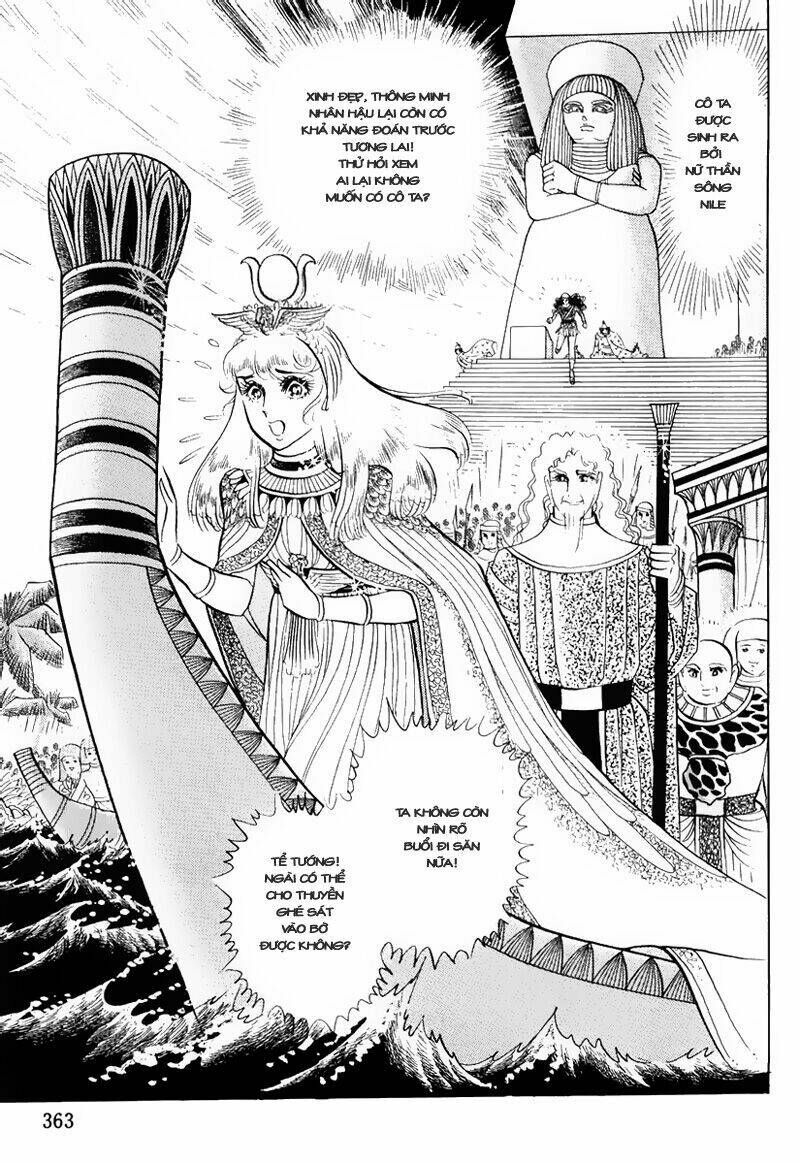 CÔ TA
ĐƯỢC
SINH RA
BỞI
NỮ THẦN
SÔNG
NILE
XINH ĐẸP, THÔNG MINH
NHÂN HẬU LẠI CÒN CÓ
KHẢ NĂNG ĐOÁN TRƯỚC
TƯƠNG LAI!
THỬ HỎI XEM
AI LẠI KHÔNG
MUỐN CÓ CÔ TA?
TA KHÔNG CÒN
NHÌN RÕ
BUỔI ĐI SĂN
NỮA!
TỂ TƯỚNG!
NGÀI CÓ THỂ
CHO THUYỀN
GHÉ SÁT
VÀO BỜ
ĐƯỢC KHÔNG?
363